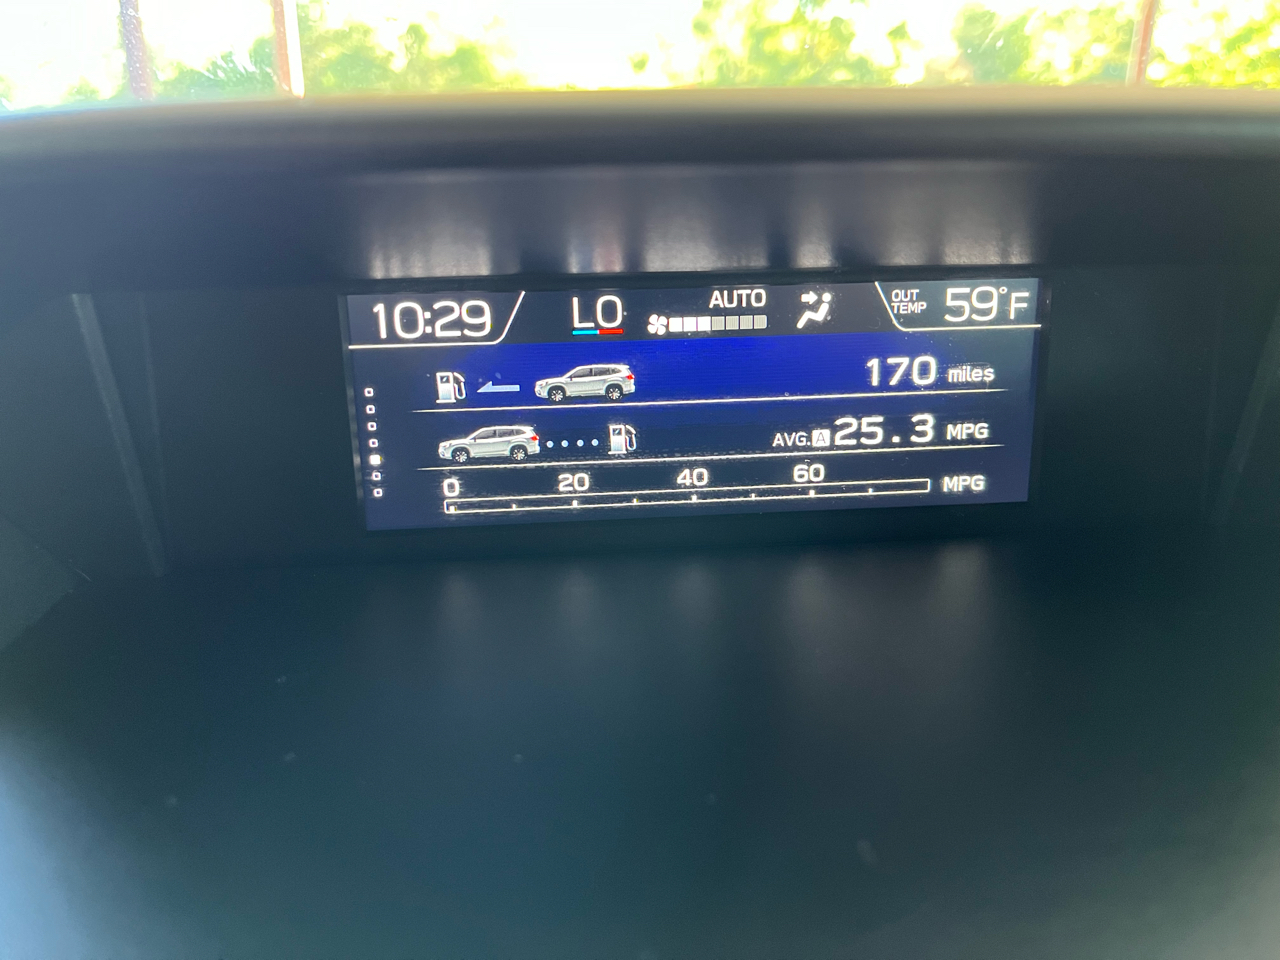 10:29 LO AUTO OUT TEMP 59°F
170 miles
AVG. A 25.3 MPG
0 20 40 60 MPG